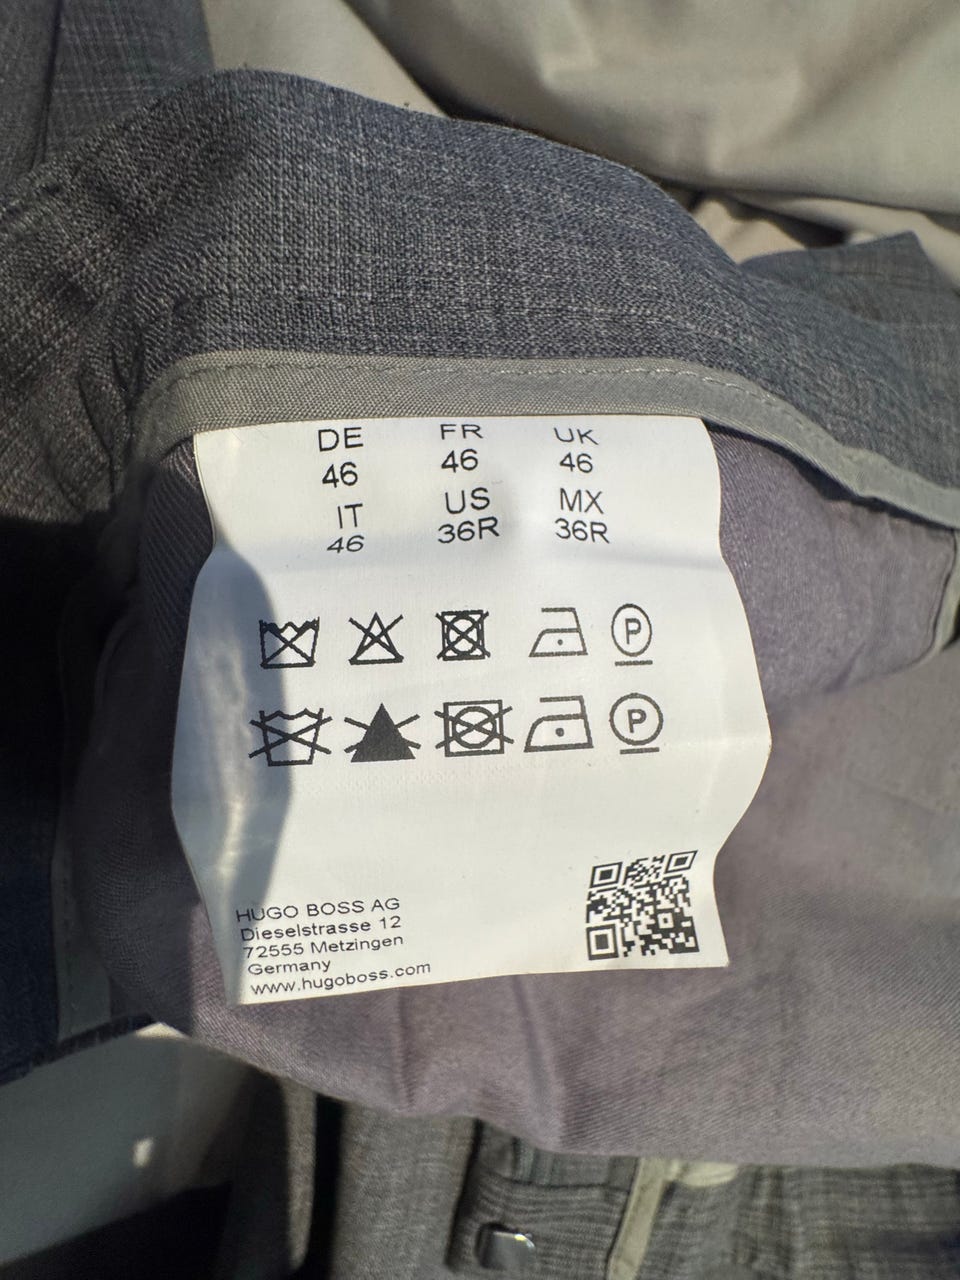 DE FR UK
46 46 46
IT US MX
46 36R 36R
P
P
HUGO BOSS AG
Dieselstrasse 12
72555 Metzingen
Germany
www.hugoboss.com